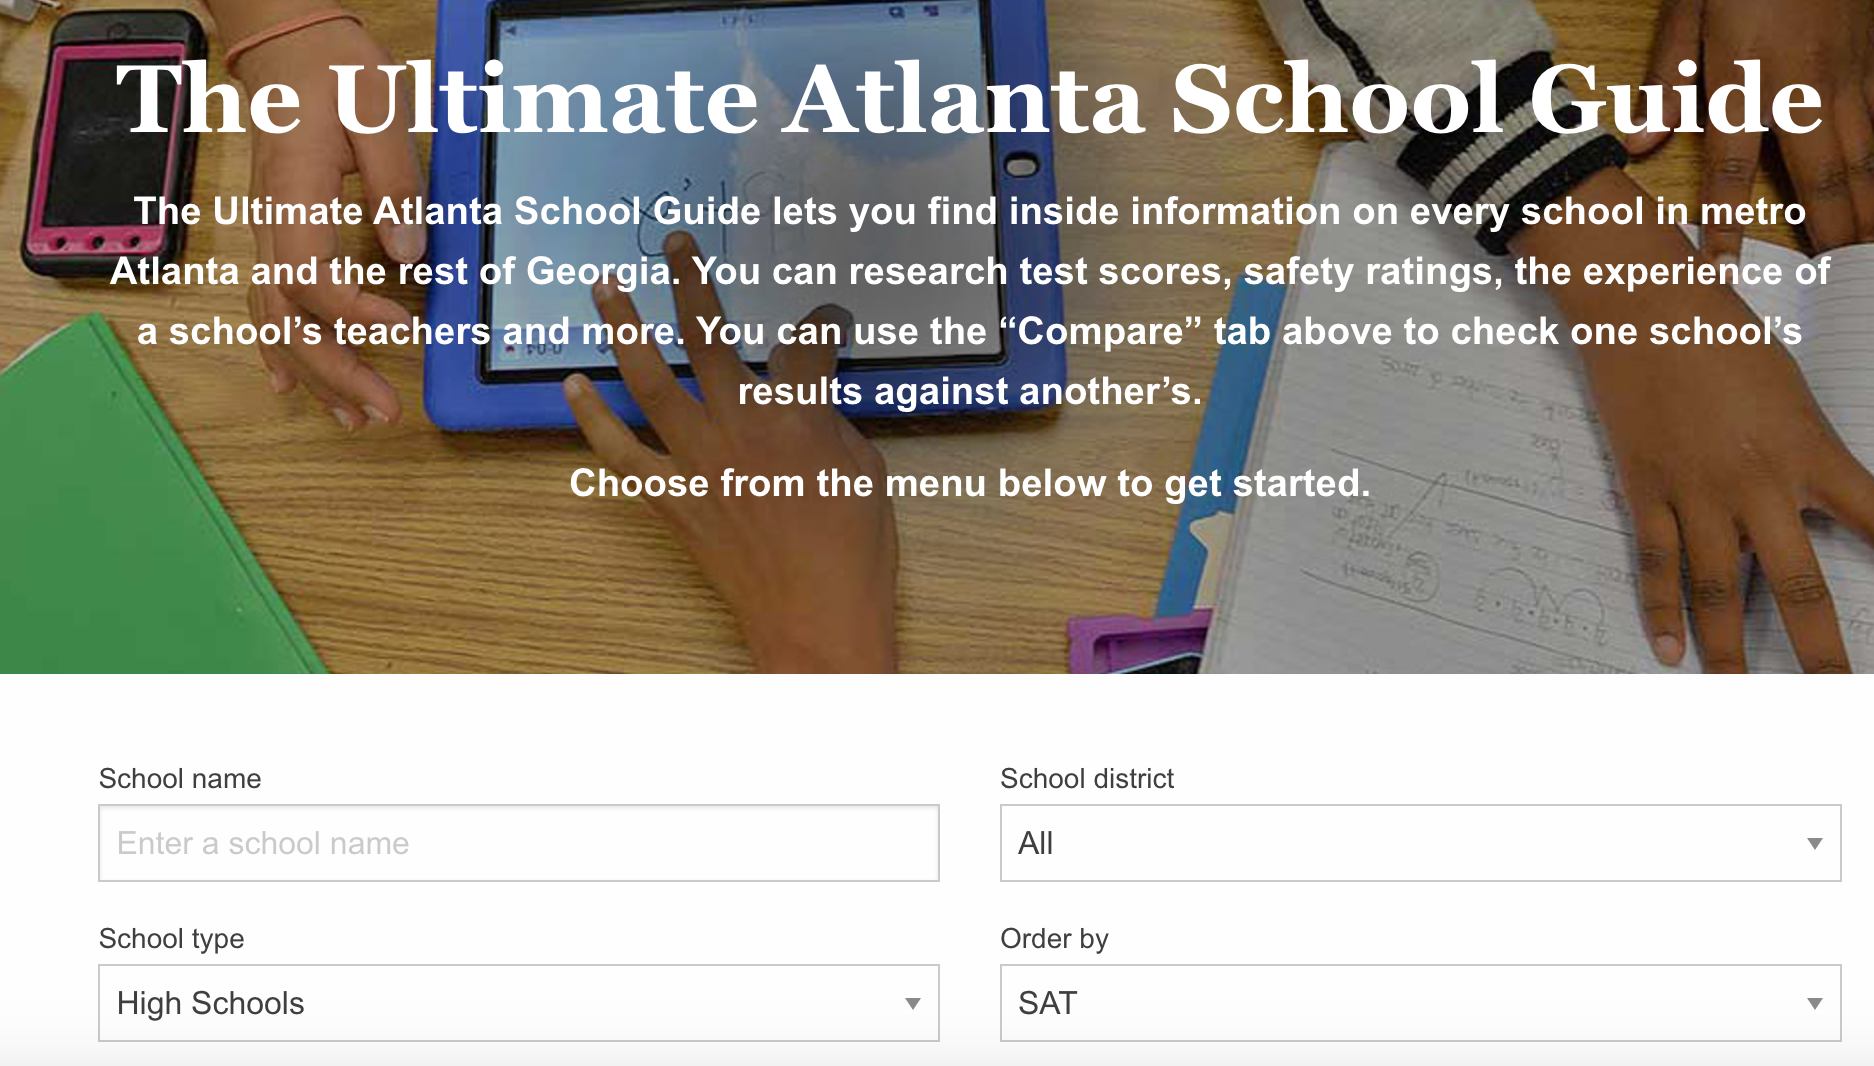 The Ultimate Atlanta School Guide
The Ultimate Atlanta School Guide lets you find inside information on every school in metro
Atlanta and the rest of Georgia. You can research test scores, safety ratings, the experience of
a school’s teachers and more. You can use the “Compare” tab above to check one school’s
results against another’s.
Choose from the menu below to get started.
School name
Enter a school name
School district
All
School type
High Schools
Order by
SAT